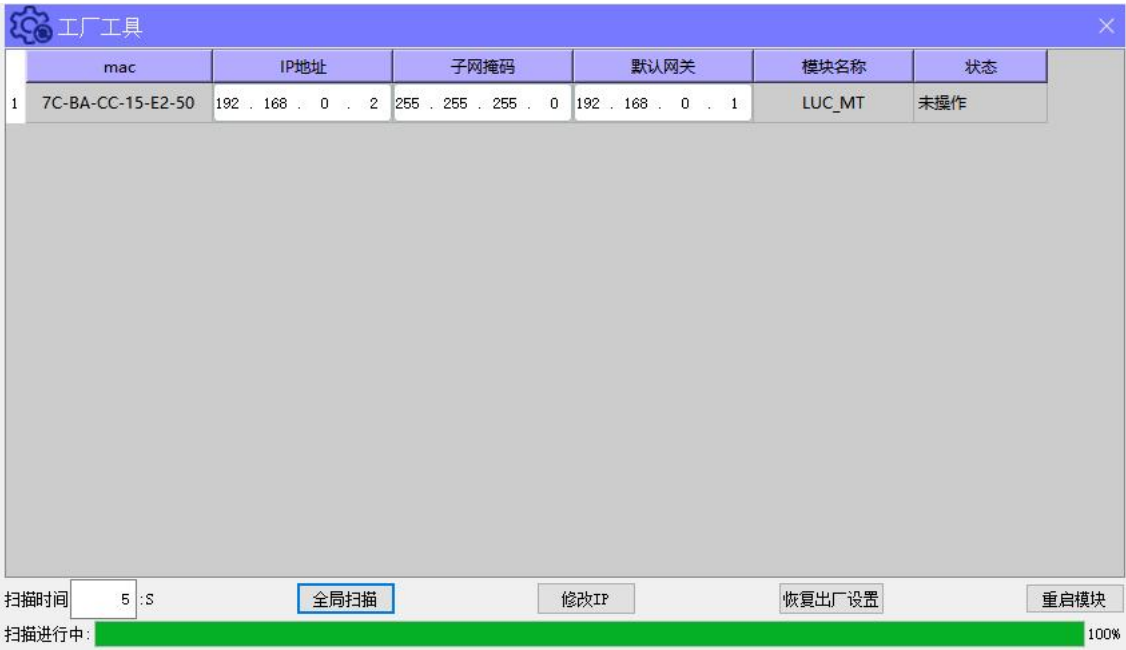 工厂工具
mac IP地址 子网掩码 默认网关 模块名称 状态
1 7C-BA-CC-15-E2-50 192 . 168 . 0 . 2 255 . 255 . 255 . 0 192 . 168 . 0 . 1 LUC_MT 未操作
扫描时间 5 :S 全局扫描 修改IP 恢复出厂设置 重启模块
扫描进行中: 100%